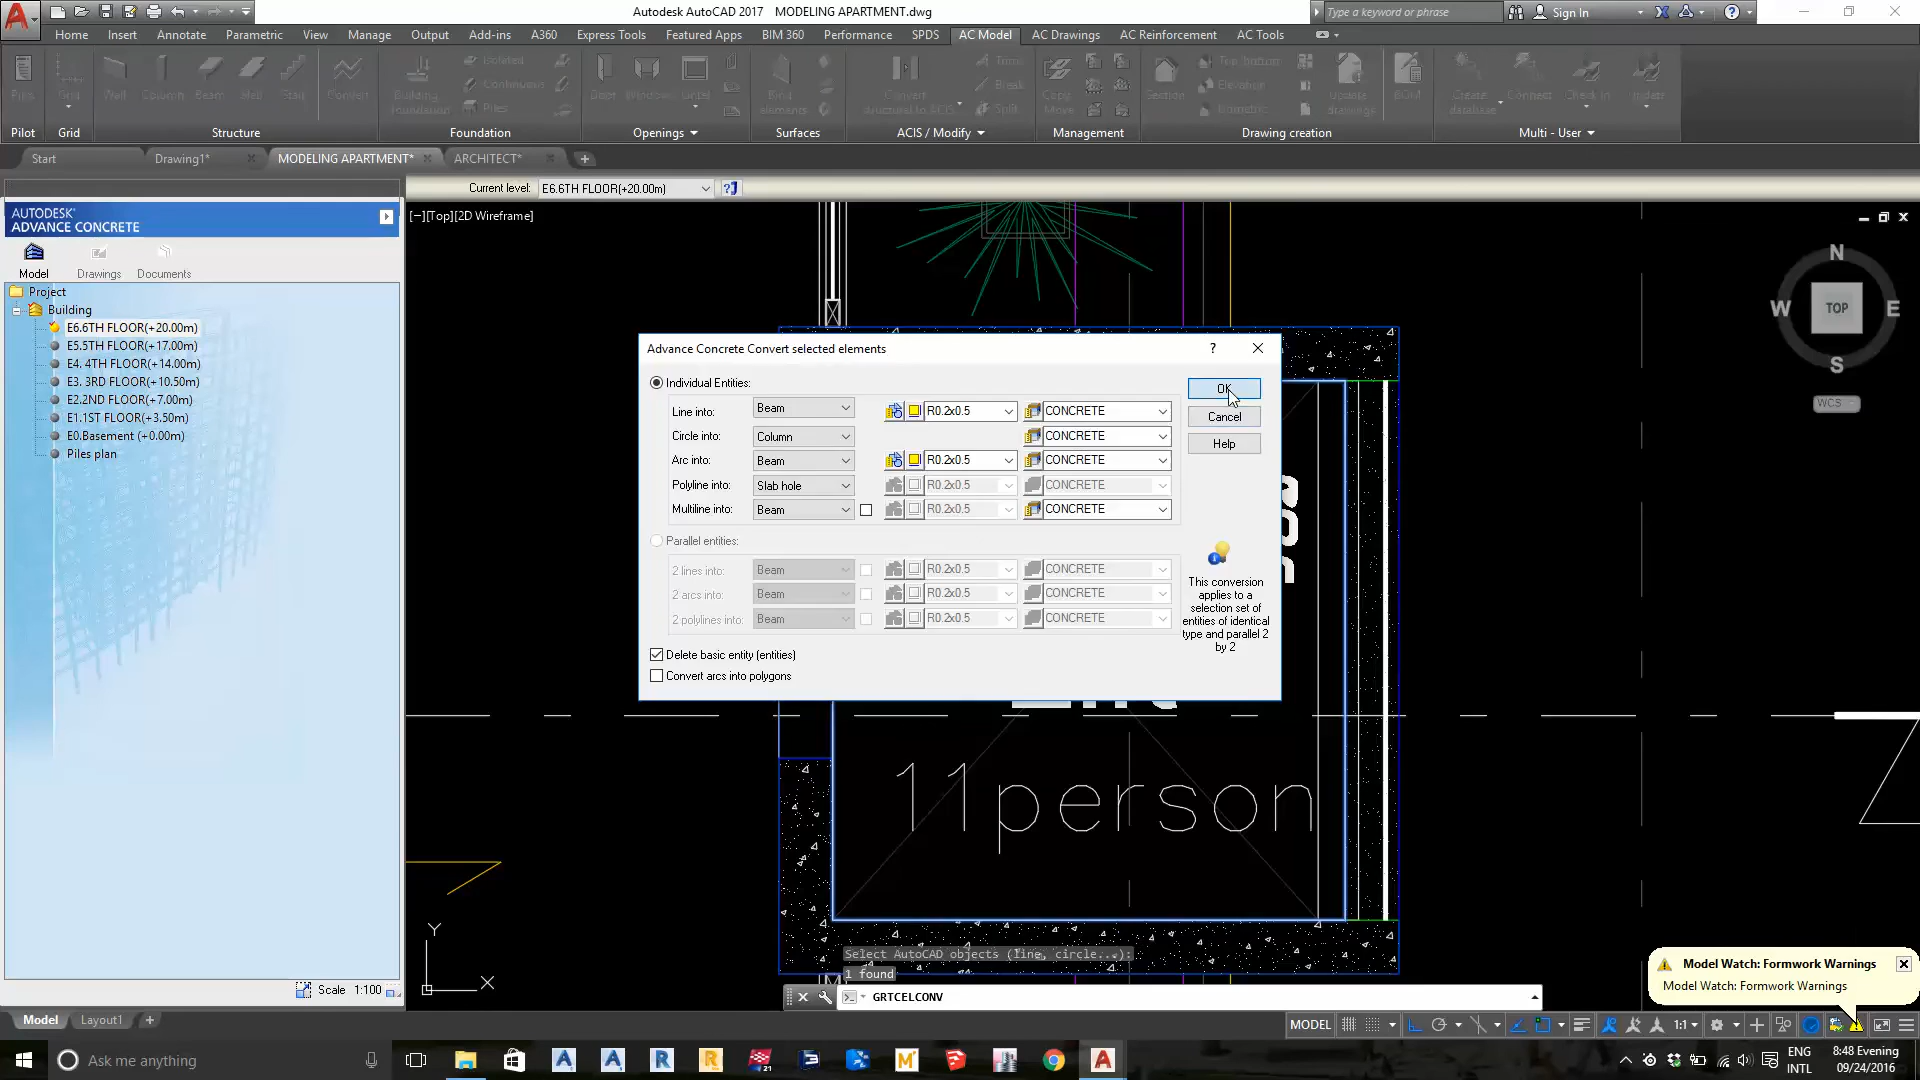 Autodesk AutoCAD 2017 MODELING APARTMENT.dwg
Type a keyword or phrase
Sign In
Home Insert Annotate Parametric View Manage Output Add-ins A360 Express Tools Featured Apps BIM 360 Performance SPDS AC Model AC Drawings AC Reinforcement AC Tools
Pilot Grid Structure Foundation Openings Surfaces ACIS / Modify Management Drawing creation Multi - User
Start Drawing1* MODELING APARTMENT* ARCHITECT*
Current level: E6.6TH FLOOR(+20.00m)
[−][Top][2D Wireframe]
AUTODESK®
ADVANCE CONCRETE
Model Drawings Documents
Project
Building
E6.6TH FLOOR(+20.00m)
E5.5TH FLOOR(+17.00m)
E4. 4TH FLOOR(+14.00m)
E3. 3RD FLOOR(+10.50m)
E2.2ND FLOOR(+7.00m)
E1.1ST FLOOR(+3.50m)
E0.Basement (+0.00m)
Piles plan
Scale 1:100
N
W TOP E
S
WCS
Advance Concrete Convert selected elements
?
Individual Entities:
Line into: Beam R0.2x0.5 CONCRETE
Circle into: Column CONCRETE
Arc into: Beam R0.2x0.5 CONCRETE
Polyline into: Slab hole R0.2x0.5 CONCRETE
Multiline into: Beam R0.2x0.5 CONCRETE
Parallel entities:
2 lines into: Beam R0.2x0.5 CONCRETE
2 arcs into: Beam R0.2x0.5 CONCRETE
2 polylines into: Beam R0.2x0.5 CONCRETE
Delete basic entity (entities)
Convert arcs into polygons
OK
Cancel
Help
This conversion
applies to a
selection set of
entities of identical
type and parallel 2
by 2
11person
Y
X
Select AutoCAD objects (line, circle...):
1 found
GRTCELCONV
Model Watch: Formwork Warnings
Model Watch: Formwork Warnings
Model Layout1
MODEL 1:1
Ask me anything
ENG
INTL
8:48 Evening
09/24/2016